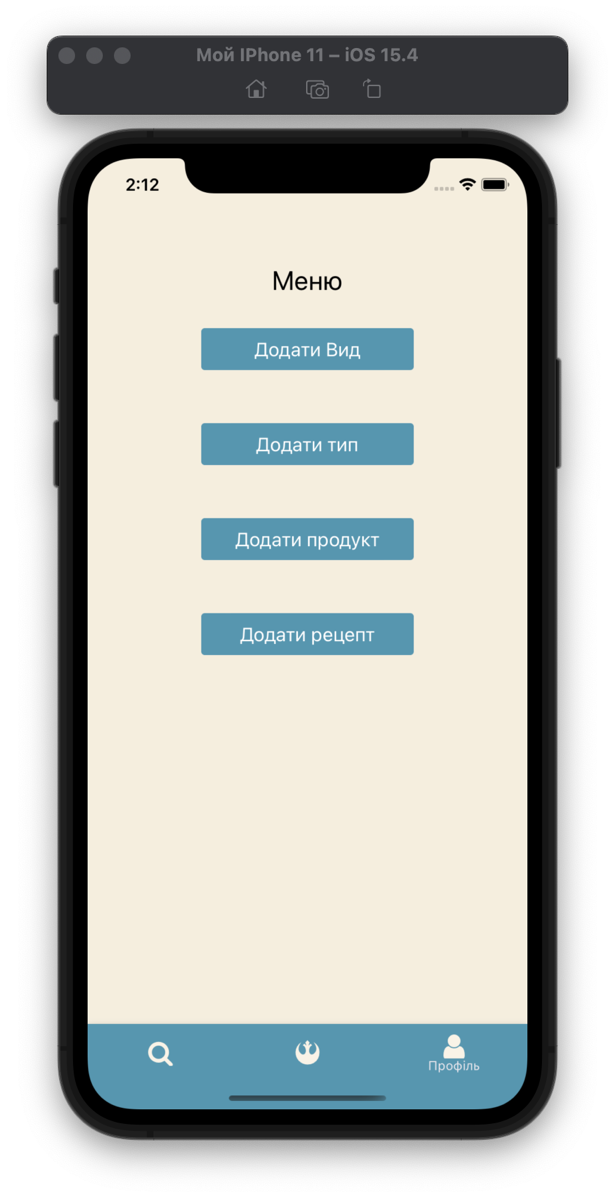 Мой IPhone 11 – iOS 15.4
2:12
Меню
Додати Вид
Додати тип
Додати продукт
Додати рецепт
Профіль